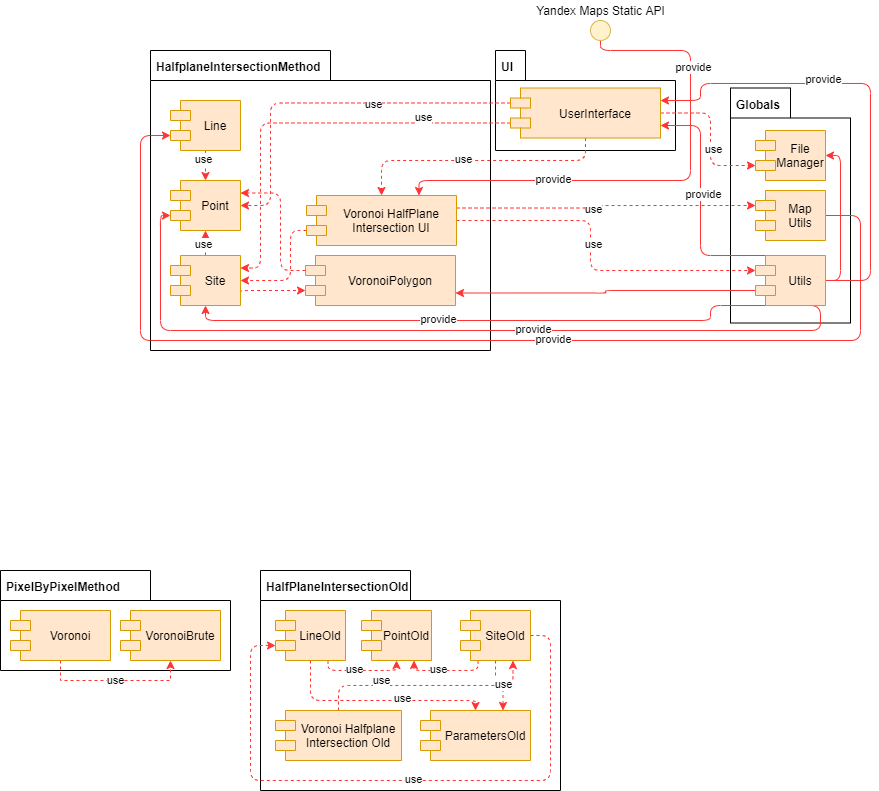 Yandex Maps Static API
HalfplaneIntersectionMethod
UI
provide
provide
Globals
use
use
UserInterface
Line
File
Manager
use
use
use
provide
provide
Point
Voronoi HalfPlane
Intersection UI
use
Map
Utils
use
use
Site
VoronoiPolygon
Utils
provide
provide
provide
PixelByPixelMethod
HalfPlaneIntersectionOld
Voronoi
VoronoiBrute
LineOld
PointOld
SiteOld
use
use
use
use
use
use
Voronoi Halfplane
Intersection Old
ParametersOld
use